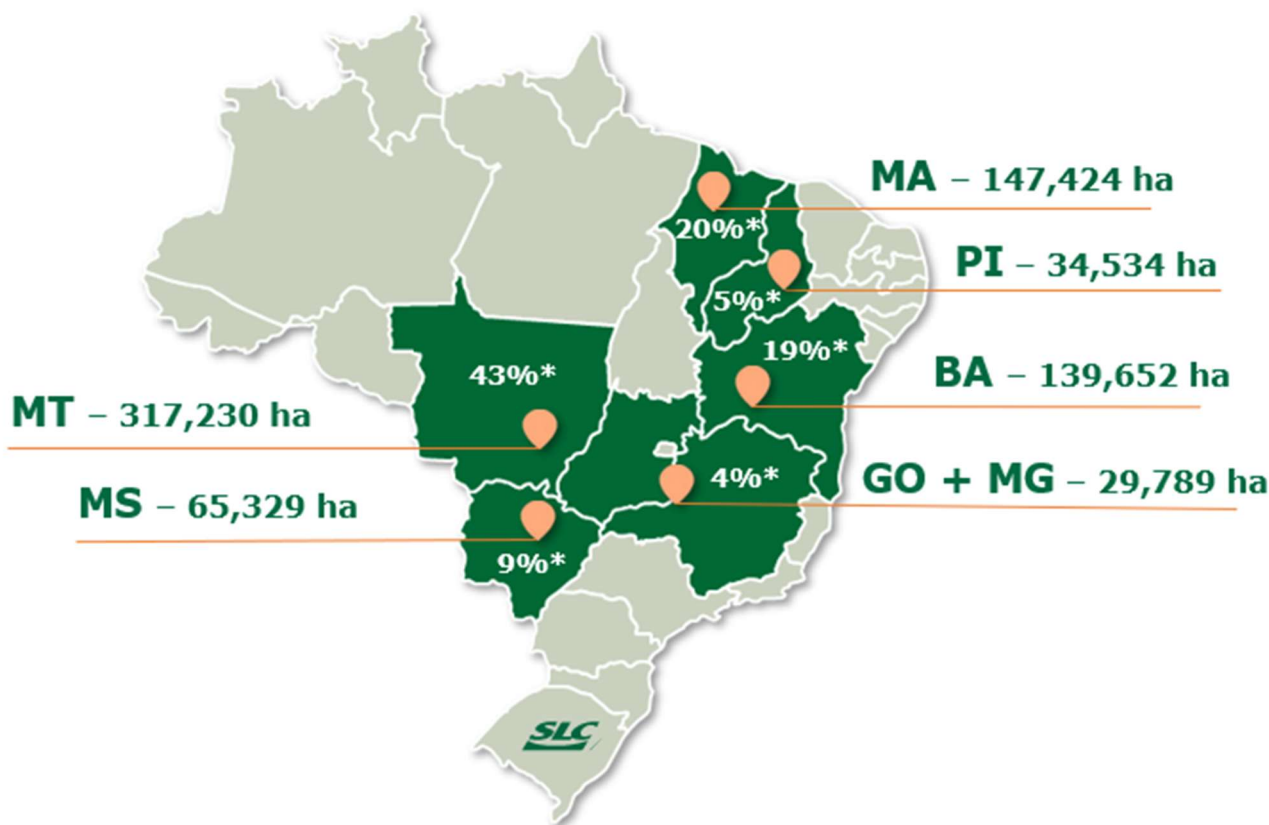 MA – 147,424 ha
20%*
PI – 34,534 ha
5%*
19%*
BA – 139,652 ha
43%*
MT – 317,230 ha
4%*
GO + MG – 29,789 ha
MS – 65,329 ha
9%*
SLC